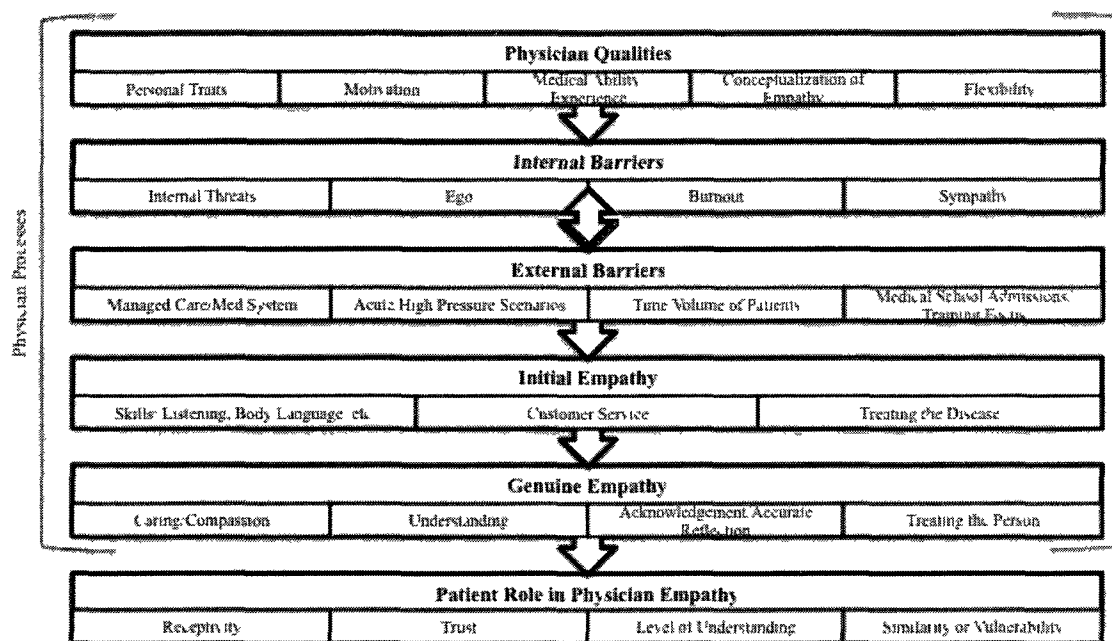 Physician Processes
Physician Qualities
Personal Traits
Motivation
Medical Ability
Experience
Conceptualization of
Empathy
Flexibility
Internal Barriers
Internal Threats
Ego
Burnout
Sympathy
External Barriers
Managed Care/Med System
Acute High Pressure Scenarios
Time Volume of Patients
Medical School Admissions/
Training Focus
Initial Empathy
Skills: Listening, Body Language, etc.
Customer Service
Treating the Disease
Genuine Empathy
Caring/Compassion
Understanding
Acknowledgement/Accurate
Reflection
Treating the Person
Patient Role in Physician Empathy
Receptivity
Trust
Level of Understanding
Similarity or Vulnerability